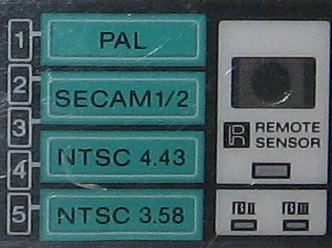 1 PAL
2 SECAM1/2
3
4 NTSC 4.43
5 NTSC 3.58
R REMOTE
SENSOR